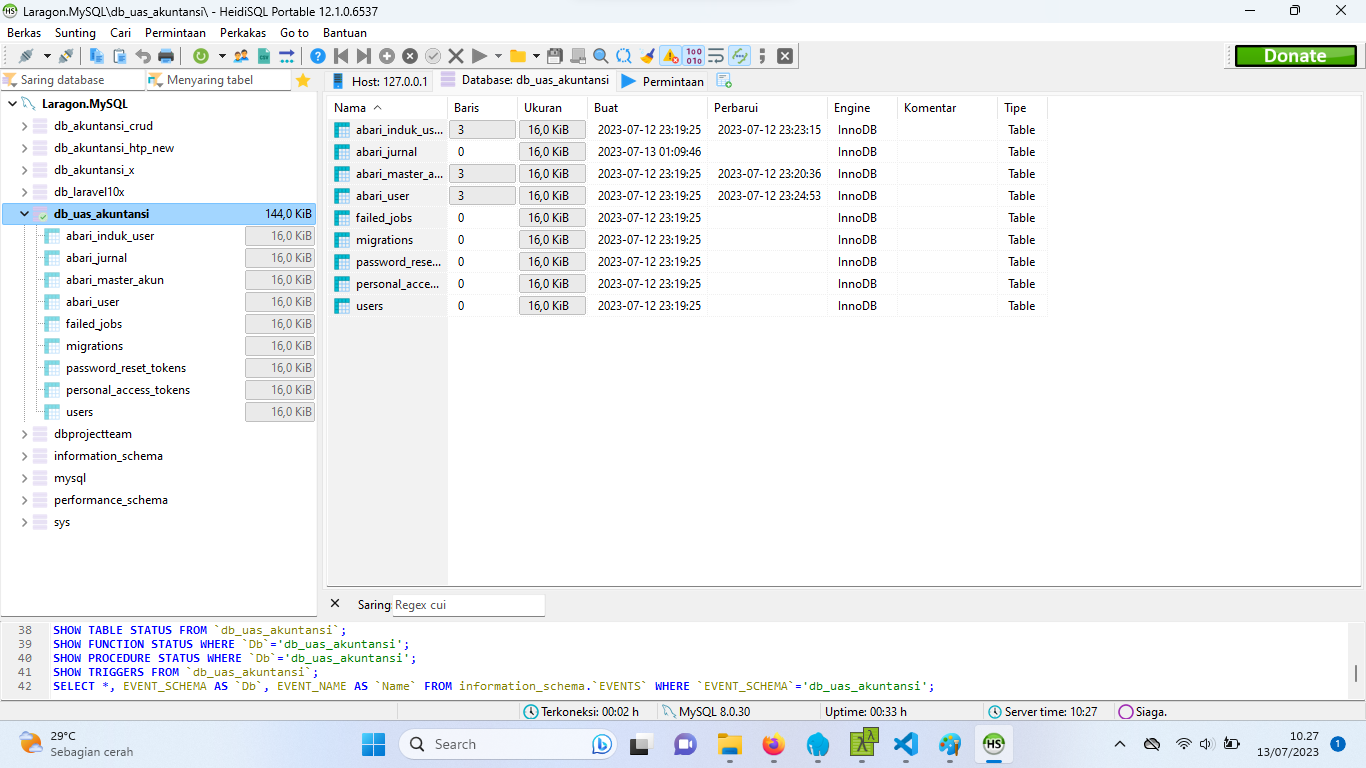 Laragon.MySQL\db_uas_akuntansi\ - HeidiSQL Portable 12.1.0.6537
Berkas Sunting Cari Permintaan Perkakas Go to Bantuan
Donate
Saring database Menyaring tabel
Host: 127.0.0.1 Database: db_uas_akuntansi Permintaan
Laragon.MySQL
db_akuntansi_crud
db_akuntansi_htp_new
db_akuntansi_x
db_laravel10x
db_uas_akuntansi 144,0 KiB
abari_induk_user 16,0 KiB
abari_jurnal 16,0 KiB
abari_master_akun 16,0 KiB
abari_user 16,0 KiB
failed_jobs 16,0 KiB
migrations 16,0 KiB
password_reset_tokens 16,0 KiB
personal_access_tokens 16,0 KiB
users 16,0 KiB
dbprojectteam
information_schema
mysql
performance_schema
sys
Nama Baris Ukuran Buat Perbarui Engine Komentar Tipe
abari_induk_us... 3 16,0 KiB 2023-07-12 23:19:25 2023-07-12 23:23:15 InnoDB Table
abari_jurnal 0 16,0 KiB 2023-07-13 01:09:46 InnoDB Table
abari_master_a... 3 16,0 KiB 2023-07-12 23:19:25 2023-07-12 23:20:36 InnoDB Table
abari_user 3 16,0 KiB 2023-07-12 23:19:25 2023-07-12 23:24:53 InnoDB Table
failed_jobs 0 16,0 KiB 2023-07-12 23:19:25 InnoDB Table
migrations 0 16,0 KiB 2023-07-12 23:19:25 InnoDB Table
password_rese... 0 16,0 KiB 2023-07-12 23:19:25 InnoDB Table
personal_acce... 0 16,0 KiB 2023-07-12 23:19:25 InnoDB Table
users 0 16,0 KiB 2023-07-12 23:19:25 InnoDB Table
Saring: Regex cui
38 SHOW TABLE STATUS FROM `db_uas_akuntansi`;
39 SHOW FUNCTION STATUS WHERE `Db`='db_uas_akuntansi';
40 SHOW PROCEDURE STATUS WHERE `Db`='db_uas_akuntansi';
41 SHOW TRIGGERS FROM `db_uas_akuntansi`;
42 SELECT *, EVENT_SCHEMA AS `Db`, EVENT_NAME AS `Name` FROM information_schema.`EVENTS` WHERE `EVENT_SCHEMA`='db_uas_akuntansi';
Terkoneksi: 00:02 h MySQL 8.0.30 Uptime: 00:33 h Server time: 10:27 Siaga.
29°C
Sebagian cerah
Search
HS
10.27
13/07/2023
1